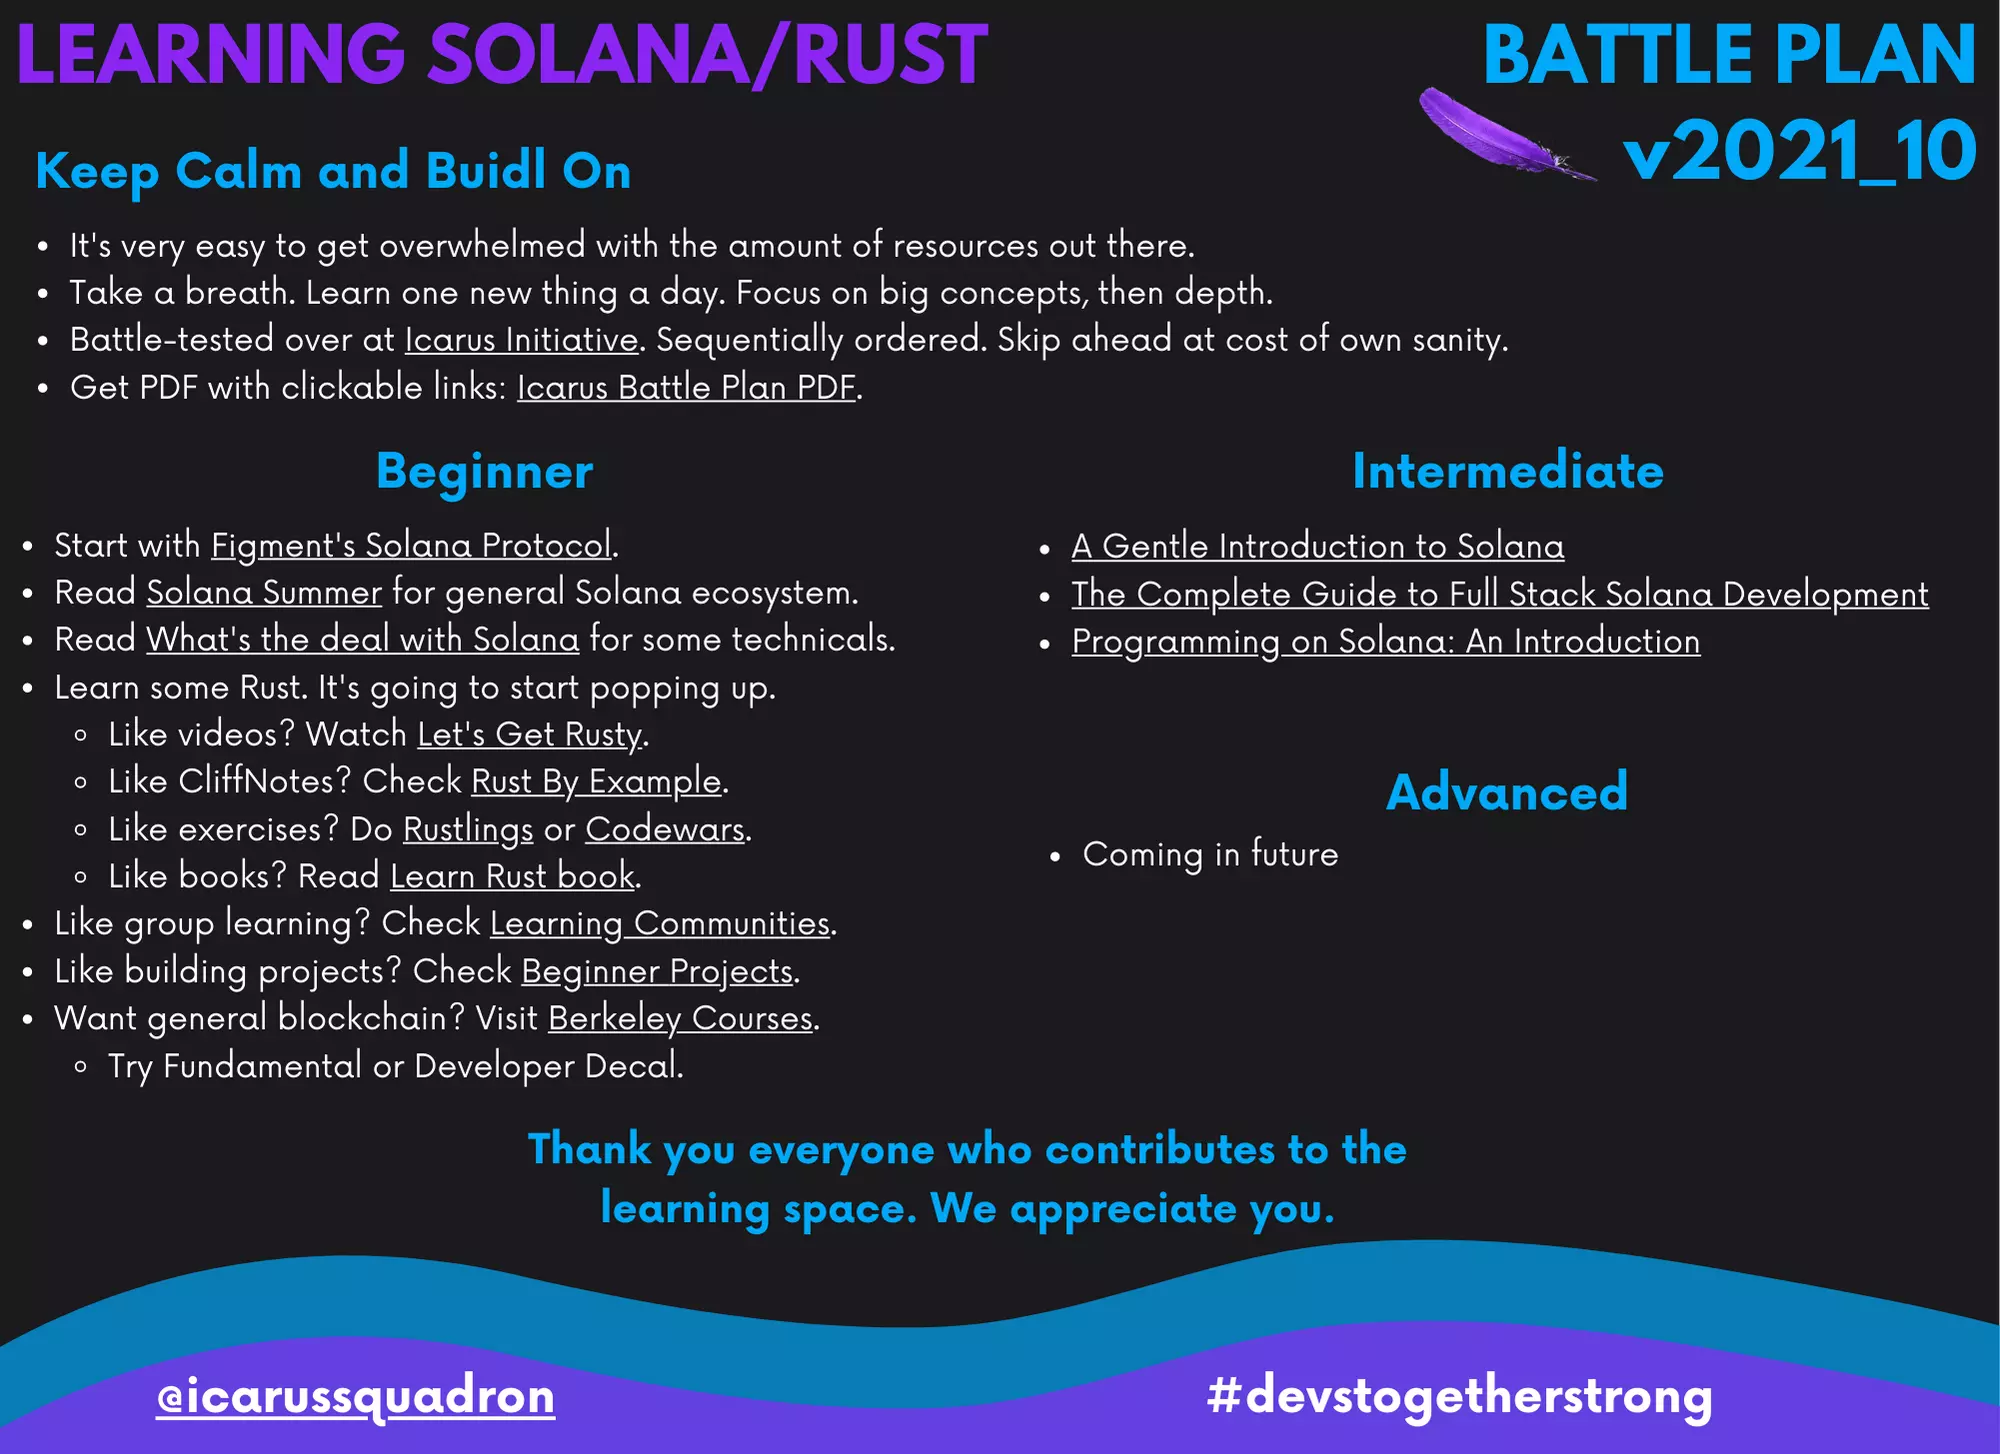 LEARNING SOLANA/RUST
BATTLE PLAN
v2021_10
Keep Calm and Buidl On
• It's very easy to get overwhelmed with the amount of resources out there.
• Take a breath. Learn one new thing a day. Focus on big concepts, then depth.
• Battle-tested over at Icarus Initiative. Sequentially ordered. Skip ahead at cost of own sanity.
• Get PDF with clickable links: Icarus Battle Plan PDF.
Beginner
• Start with Figment's Solana Protocol.
• Read Solana Summer for general Solana ecosystem.
• Read What's the deal with Solana for some technicals.
• Learn some Rust. It's going to start popping up.
◦ Like videos? Watch Let's Get Rusty.
◦ Like CliffNotes? Check Rust By Example.
◦ Like exercises? Do Rustlings or Codewars.
◦ Like books? Read Learn Rust book.
• Like group learning? Check Learning Communities.
• Like building projects? Check Beginner Projects.
• Want general blockchain? Visit Berkeley Courses.
◦ Try Fundamental or Developer Decal.
Intermediate
• A Gentle Introduction to Solana
• The Complete Guide to Full Stack Solana Development
• Programming on Solana: An Introduction
Advanced
• Coming in future
Thank you everyone who contributes to the
learning space. We appreciate you.
@icarussquadron
#devstogetherstrong